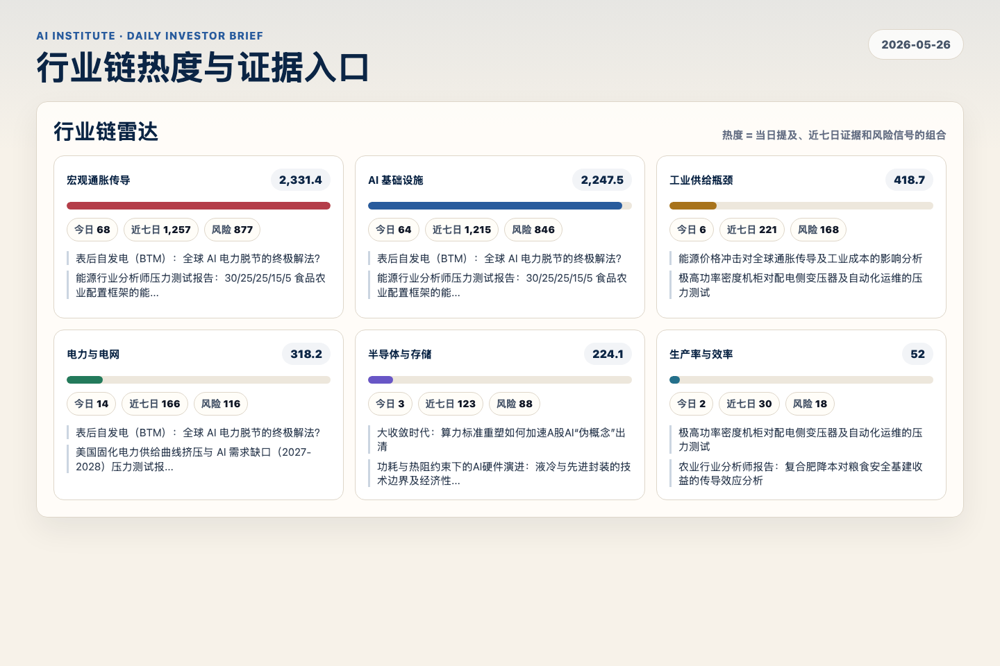 AI INSTITUTE · DAILY INVESTOR BRIEF
行业链热度与证据入口
2026-05-26
行业链雷达
热度 = 当日提及、近七日证据和风险信号的组合
宏观通胀传导
2,331.4
今日 68
近七日 1,257
风险 877
表后自发电（BTM）：全球 AI 电力脱节的终极解法？
能源行业分析师压力测试报告：30/25/25/15/5 食品农
业配置框架的能…
AI 基础设施
2,247.5
今日 64
近七日 1,215
风险 846
表后自发电（BTM）：全球 AI 电力脱节的终极解法？
能源行业分析师压力测试报告：30/25/25/15/5 食品农
业配置框架的能…
工业供给瓶颈
418.7
今日 6
近七日 221
风险 168
能源价格冲击对全球通胀传导及工业成本的影响分析
极高功率密度机柜对配电侧变压器及自动化运维的压
力测试
电力与电网
318.2
今日 14
近七日 166
风险 116
表后自发电（BTM）：全球 AI 电力脱节的终极解法？
美国固化电力供给曲线挤压与 AI 需求缺口（2027-
2028）压力测试报…
半导体与存储
224.1
今日 3
近七日 123
风险 88
大收敛时代：算力标准重塑如何加速A股AI“伪概念”出
清
功耗与热阻约束下的AI硬件演进：液冷与先进封装的技
术边界及经济性…
生产率与效率
52
今日 2
近七日 30
风险 18
极高功率密度机柜对配电侧变压器及自动化运维的压
力测试
农业行业分析师报告：复合肥降本对粮食安全基建收
益的传导效应分析